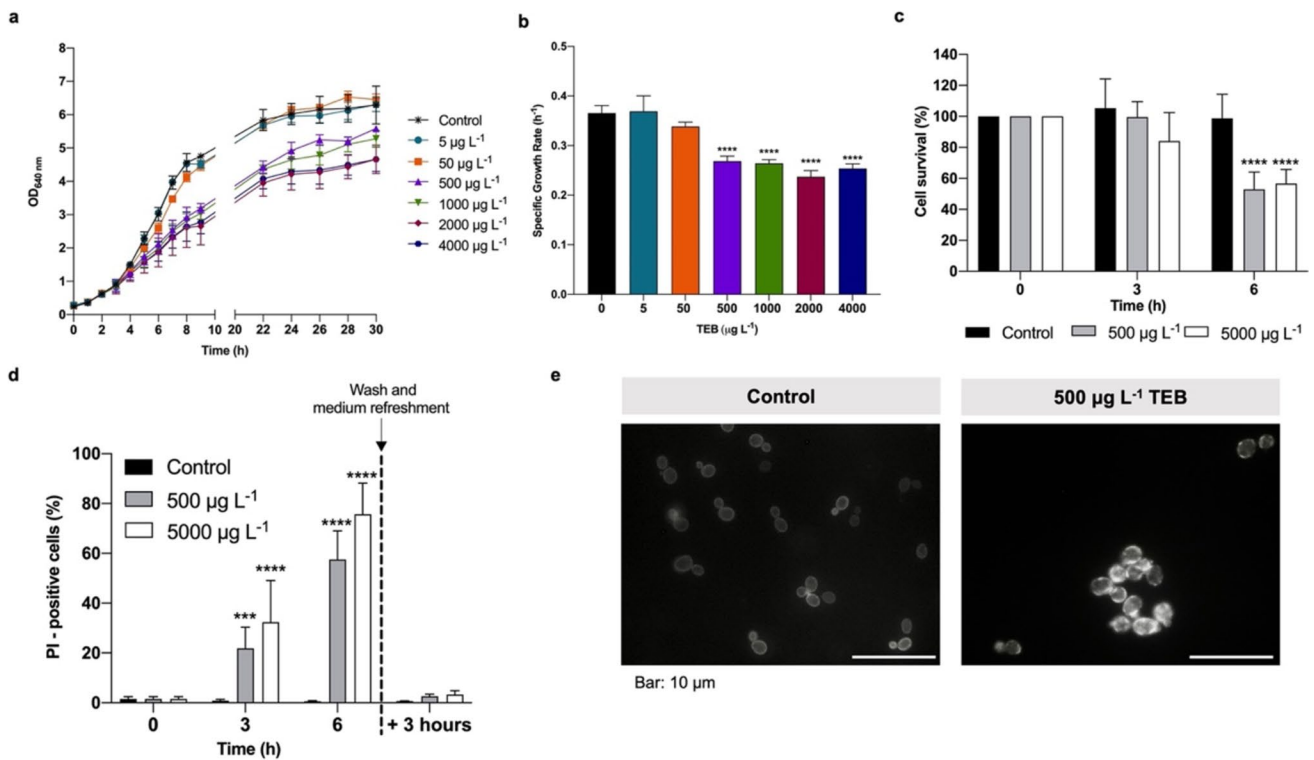 a
8
7
6
5
4
3
2
1
0
OD640 nm
0 2 4 6 8 10 20 22 24 26 28 30
Time (h)
Control
5 µg L-1
50 µg L-1
500 µg L-1
1000 µg L-1
2000 µg L-1
4000 µg L-1
b
0.5
0.4
0.3
0.2
0.1
0.0
Specific Growth Rate (h-1)
**** **** **** ****
0 5 50 500 1000 2000 4000
TEB (µg L-1)
c
140
120
100
80
60
40
20
0
Cell survival (%)
**** ****
0 3 6
Time (h)
Control 500 µg L-1 5000 µg L-1
d
Wash and
medium refreshment
100
80
60
40
20
0
PI - positive cells (%)
Control
500 µg L-1
5000 µg L-1
*** **** **** ****
0 3 6 + 3 hours
Time (h)
e
Control
500 µg L-1 TEB
Bar: 10 µm